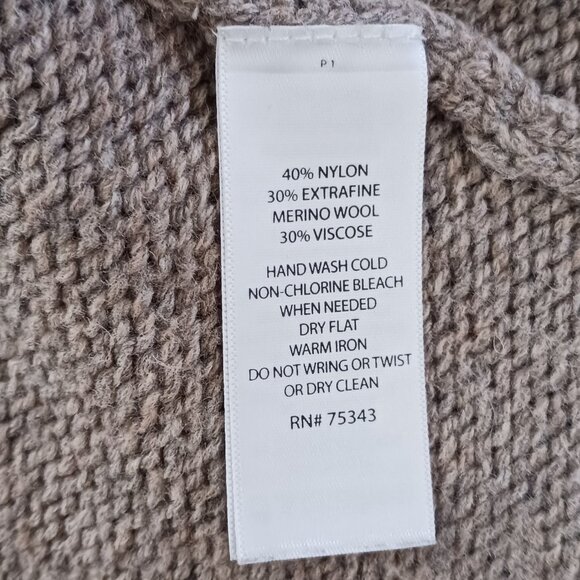 P 1
40% NYLON
30% EXTRAFINE
MERINO WOOL
30% VISCOSE
HAND WASH COLD
NON-CHLORINE BLEACH
WHEN NEEDED
DRY FLAT
WARM IRON
DO NOT WRING OR TWIST
OR DRY CLEAN
RN# 75343